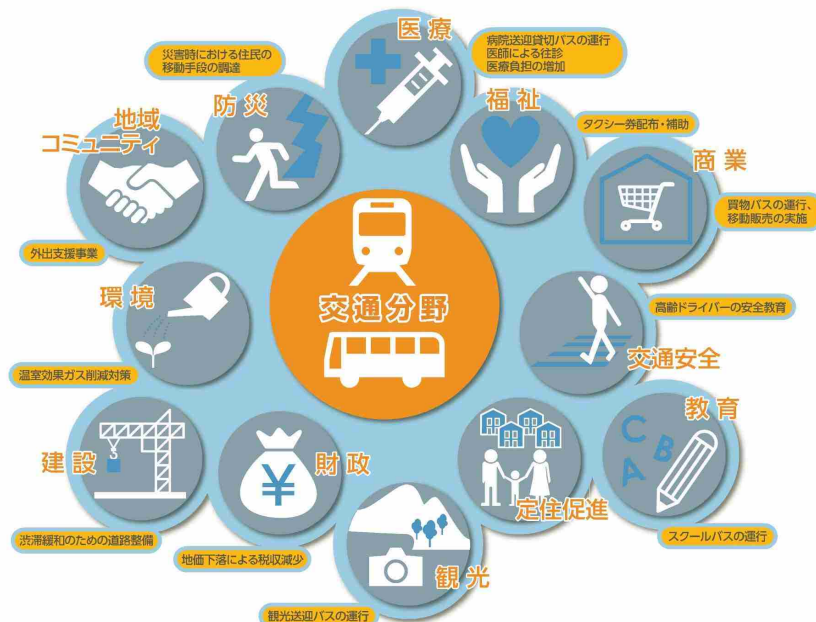 医療
病院送迎貸切バスの運行
医師による往診
医療負担の増加
災害時における住民の
移動手段の調達
防災
福祉
タクシー券配布・補助
地域
コミュニティ
商業
買物バスの運行、
移動販売の実施
外出支援事業
環境
交通分野
高齢ドライバーの安全教育
交通安全
温室効果ガス削減対策
教育
C
B
A
建設
財政
¥
定住促進
渋滞緩和のための道路整備
地価下落による税収減少
スクールバスの運行
観光
観光送迎バスの運行